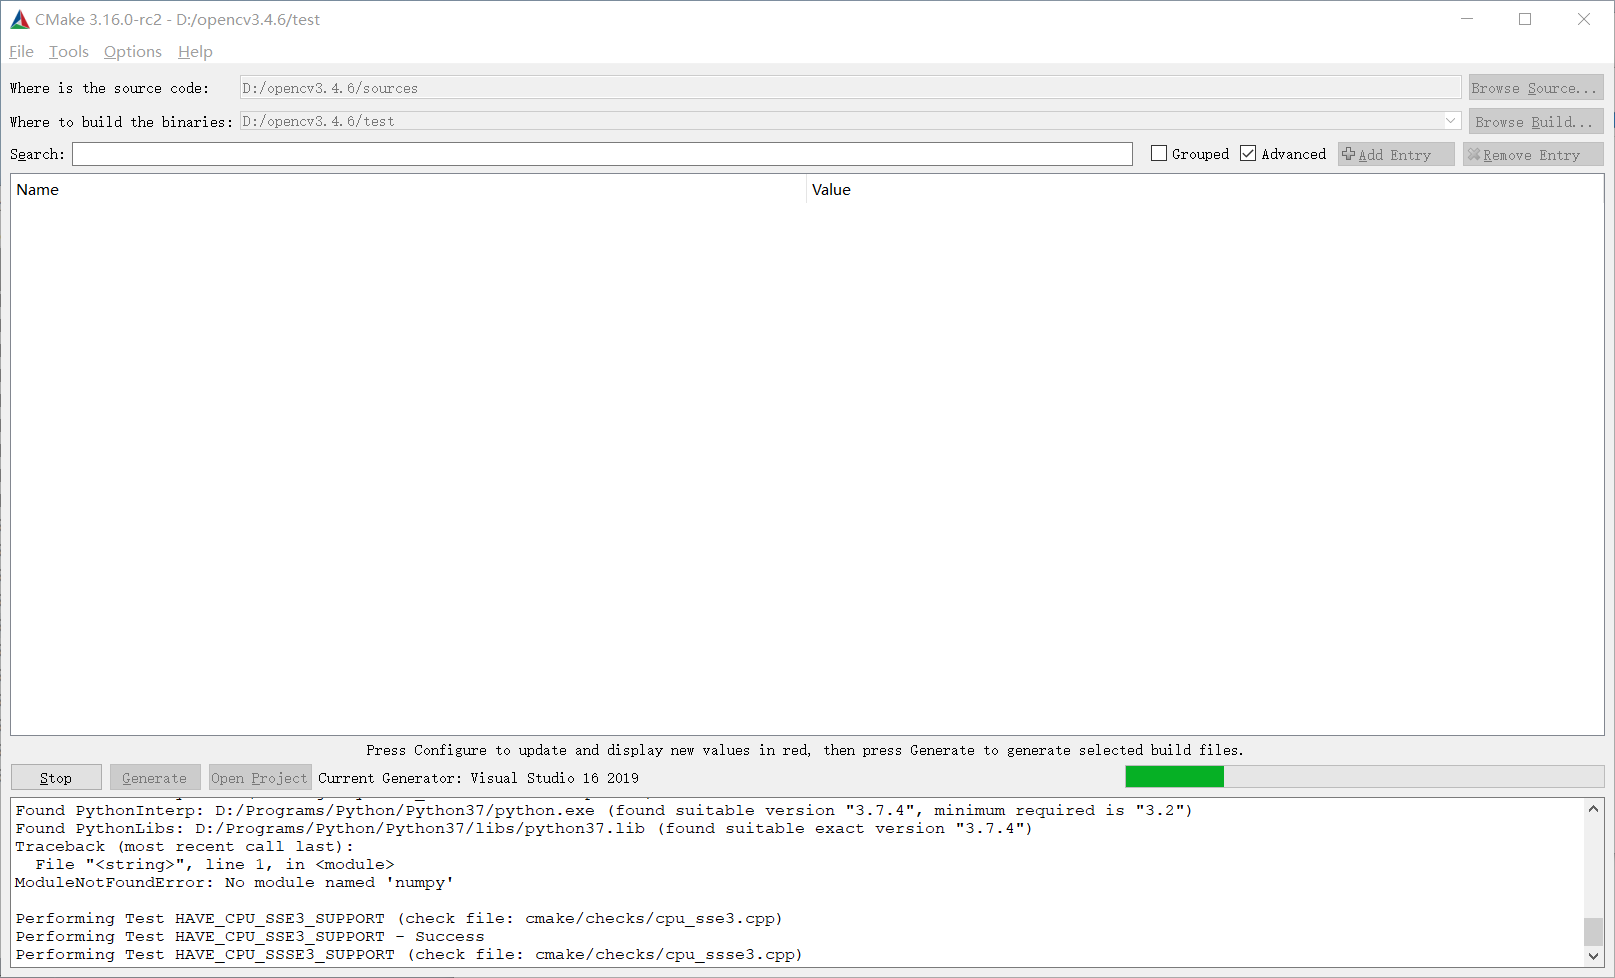 CMake 3.16.0-rc2 - D:/opencv3.4.6/test
File Tools Options Help
Where is the source code: D:/opencv3.4.6/sources Browse Source...
Where to build the binaries: D:/opencv3.4.6/test Browse Build...
Search: Grouped Advanced Add Entry Remove Entry
Name Value
Press Configure to update and display new values in red, then press Generate to generate selected build files.
Stop Generate Open Project Current Generator: Visual Studio 16 2019
Found PythonInterp: D:/Programs/Python/Python37/python.exe (found suitable version "3.7.4", minimum required is "3.2")
Found PythonLibs: D:/Programs/Python/Python37/libs/python37.lib (found suitable exact version "3.7.4")
Traceback (most recent call last):
File "<string>", line 1, in <module>
ModuleNotFoundError: No module named 'numpy'
Performing Test HAVE_CPU_SSE3_SUPPORT (check file: cmake/checks/cpu_sse3.cpp)
Performing Test HAVE_CPU_SSE3_SUPPORT - Success
Performing Test HAVE_CPU_SSSE3_SUPPORT (check file: cmake/checks/cpu_ssse3.cpp)